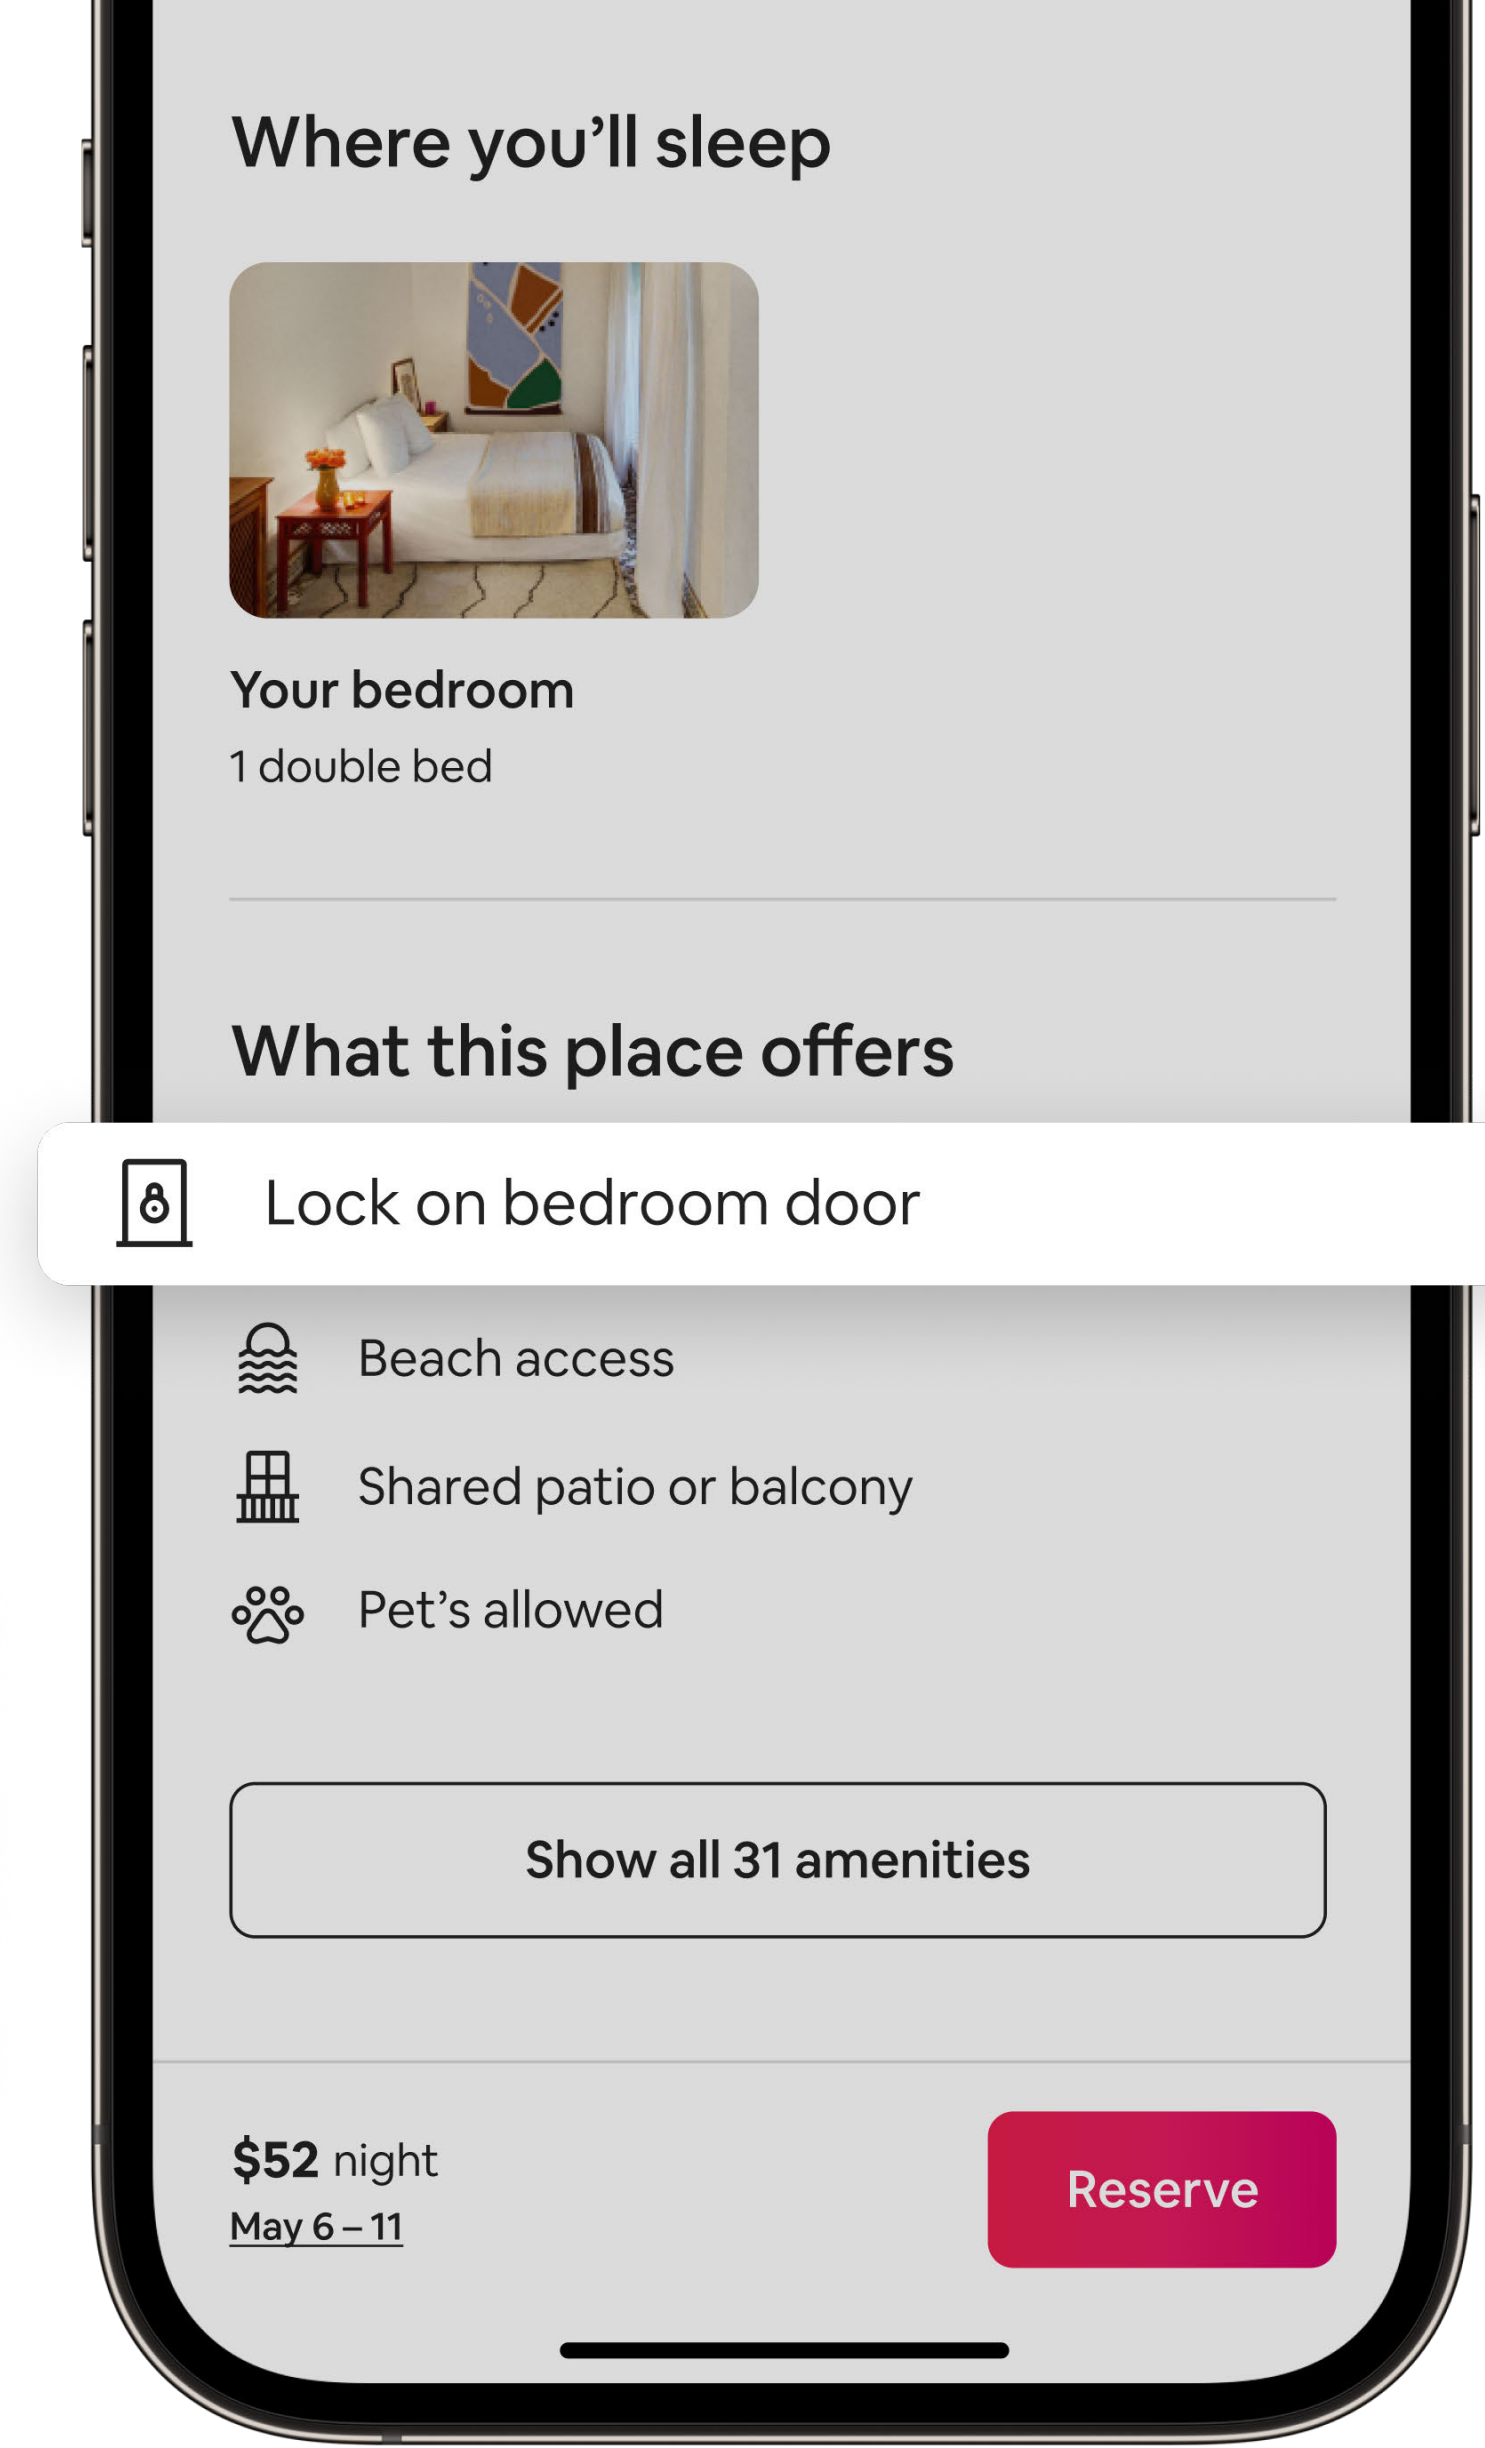 Where you’ll sleep
Your bedroom
1 double bed
What this place offers
Lock on bedroom door
Beach access
Shared patio or balcony
Pet’s allowed
Show all 31 amenities
$52 night
May 6 – 11
Reserve